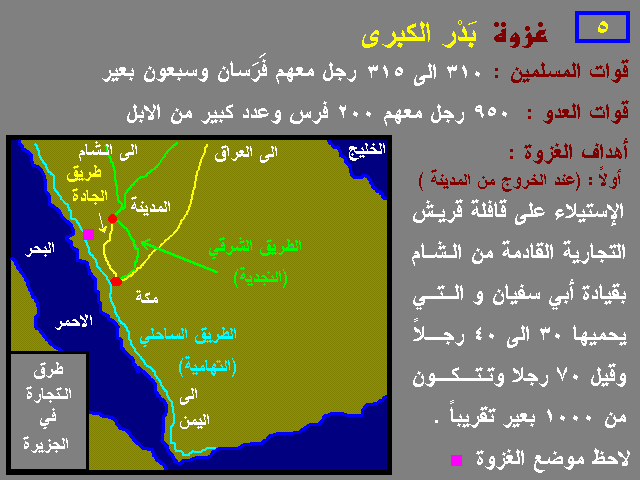 ٥
غزوة بَدْر الكبرى
قوات المسلمين : ٣١٠ الى ٣١٥ رجل معهم فَرَسان وسبعون بعير
قوات العدو : ٩٥٠ رجل معهم ٢٠٠ فرس وعدد كبير من الابل
أهداف الغزوة :
أولاً : (عند الخروج من المدينة )
الإستيلاء على قافلة قريش
التجارية القادمة من الشام
بقيادة أبي سفيان و التي
يحميها ٣٠ الى ٤٠ رجلاً
وقيل ٧٠ رجلا وتتكون
من ١٠٠٠ بعير تقريباً .
لاحظ موضع الغزوة
الخليج
الى العراق
الى الشام
طريق
الجادة
المدينة
الطريق الشرقي
(النجدية)
البحر
الاحمر
مكة
الطريق الساحلي
(التهامية)
الى
اليمن
طرق
التجارة
في
الجزيرة